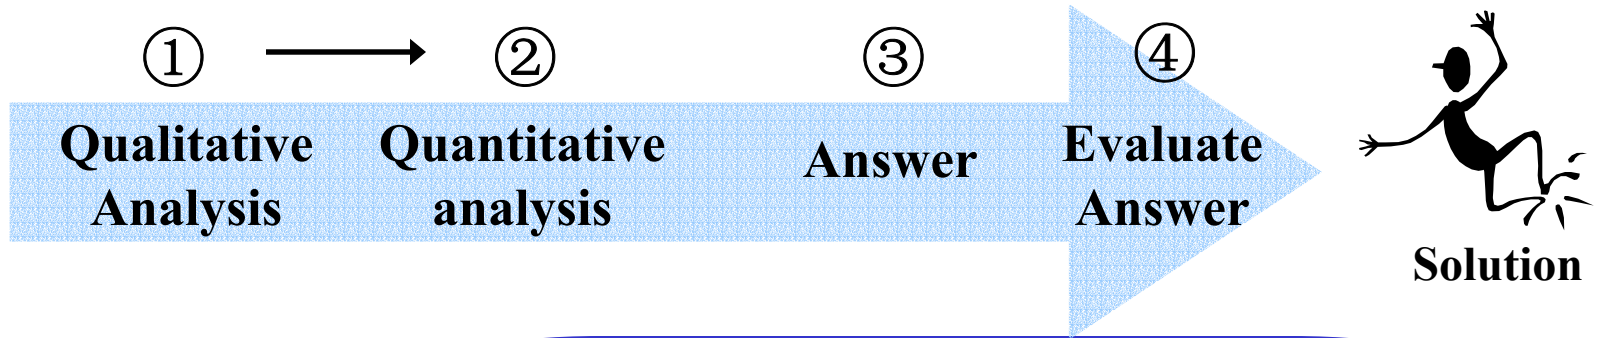 ① ② ③ ④
Qualitative Quantitative Answer Evaluate
Analysis analysis Answer
Solution